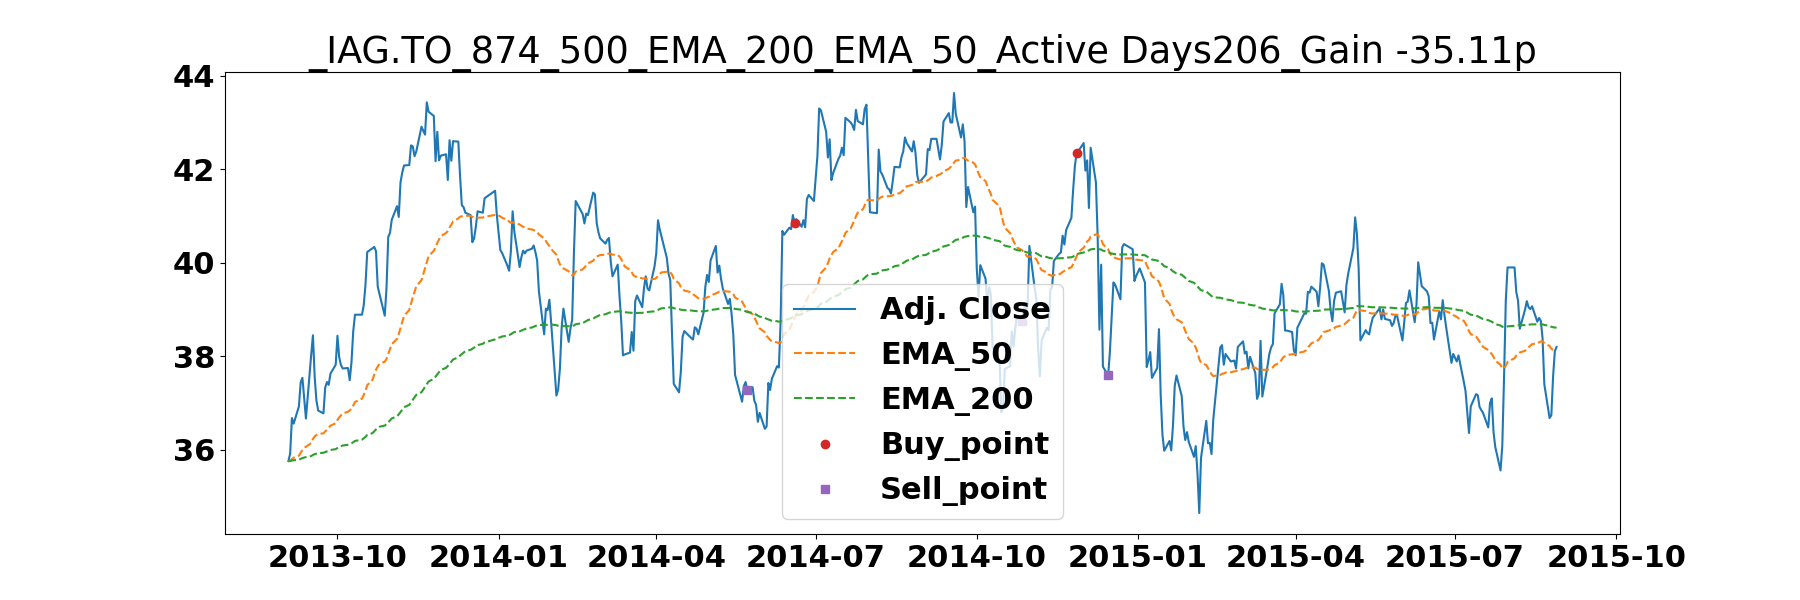 _IAG.TO_874_500_EMA_200_EMA_50_Active Days206_Gain -35.11p
44
42
40
38
36
Adj. Close
EMA_50
EMA_200
Buy_point
Sell_point
2013-10 2014-01 2014-04 2014-07 2014-10 2015-01 2015-04 2015-07 2015-10